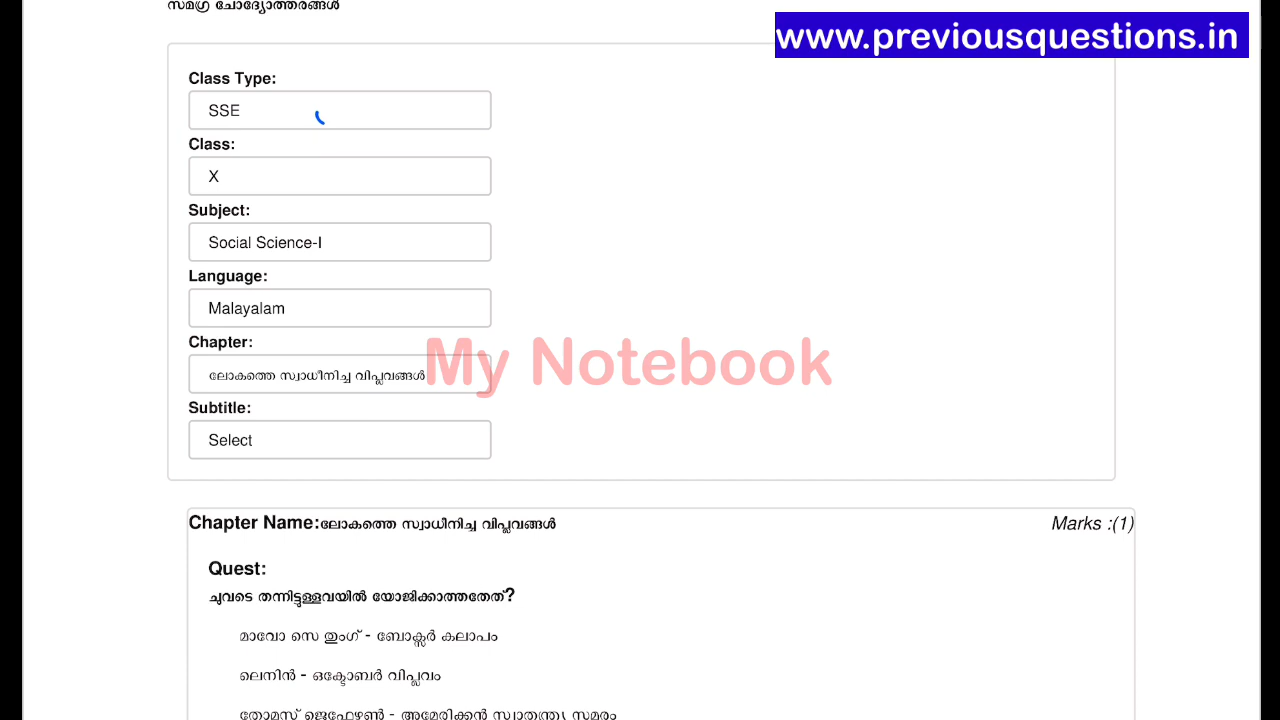 സമഗ്ര ചോദ്യോത്തരങ്ങൾ
www.previousquestions.in
Class Type:
SSE
Class:
X
Subject:
Social Science-I
Language:
Malayalam
Chapter:
ലോകത്തെ സ്വാധീനിച്ച വിപ്ലവങ്ങൾ
My Notebook
Subtitle:
Select
Chapter Name:ലോകത്തെ സ്വാധീനിച്ച വിപ്ലവങ്ങൾ Marks :(1)
Quest:
ചുവടെ തന്നിട്ടുള്ളവയിൽ യോജിക്കാത്തതേത്?
മാവോ സെ തുംഗ് - ബോക്സർ കലാപം
ലെനിൻ - ഒക്ടോബർ വിപ്ലവം
തോമസ് ജെഫേഴ്സൺ - അമേരിക്കൻ സ്വാതന്ത്ര്യ സമരം